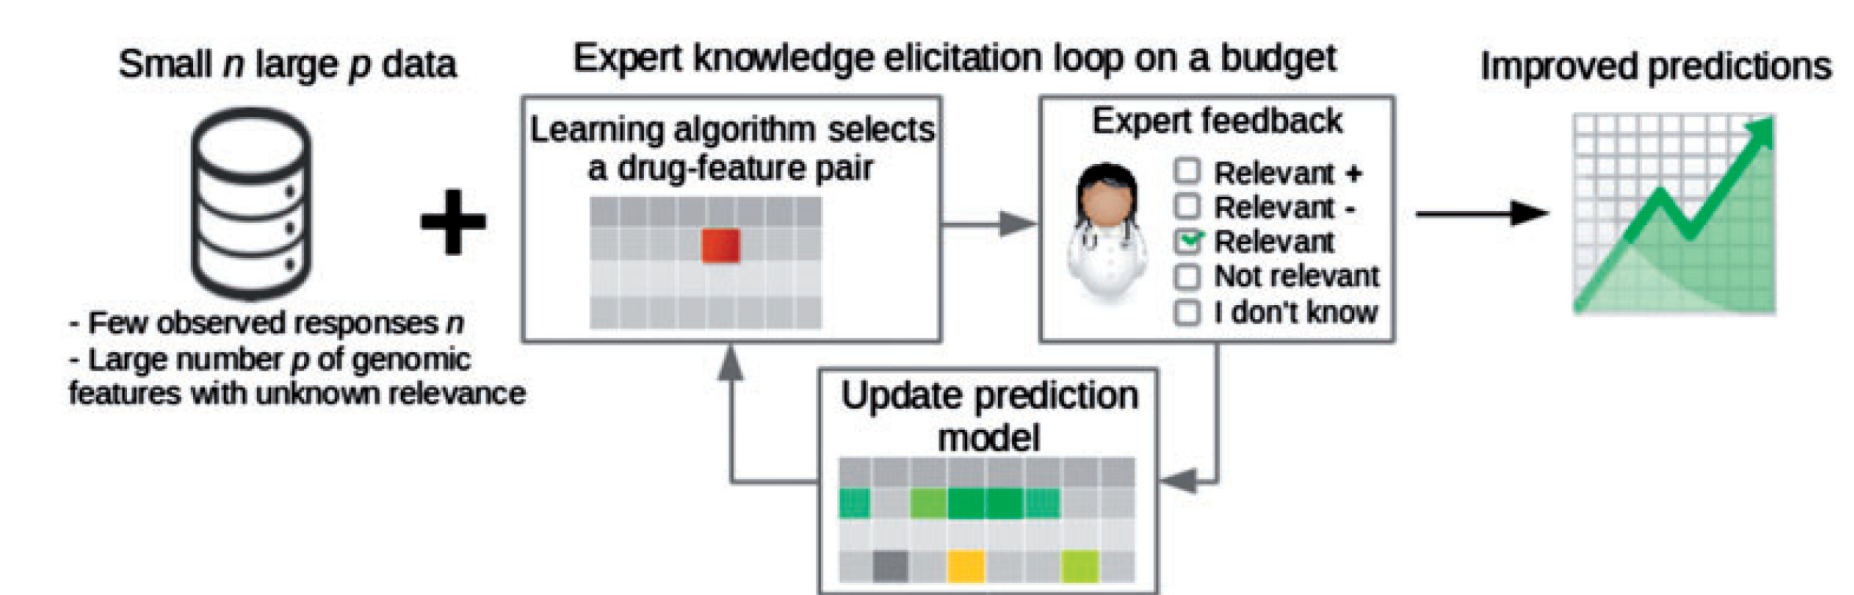 Small n large p data
- Few observed responses n
- Large number p of genomic
features with unknown relevance
Expert knowledge elicitation loop on a budget
Learning algorithm selects
a drug-feature pair
Expert feedback
Relevant +
Relevant -
Relevant
Not relevant
I don't know
Update prediction
model
Improved predictions